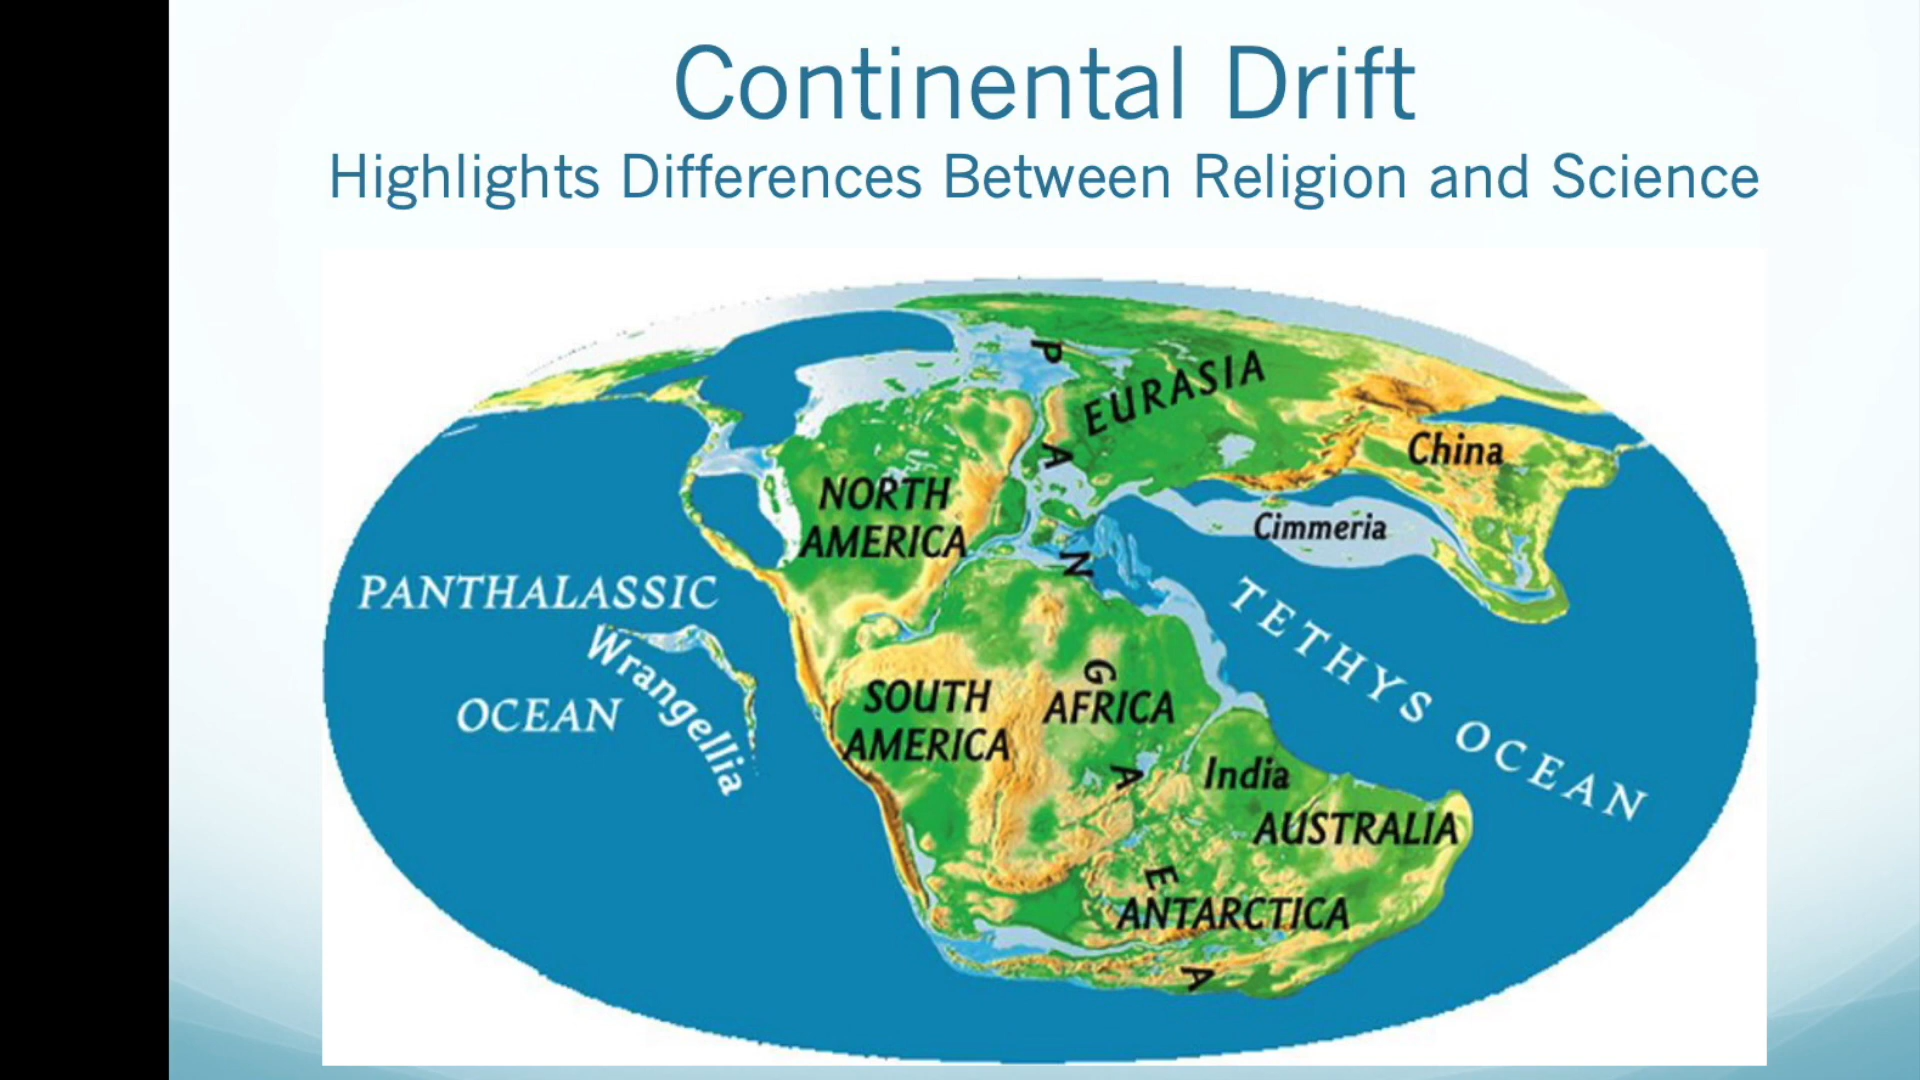 Continental Drift
Highlights Differences Between Religion and Science
PANGAEA
EURASIA
China
NORTH
AMERICA
Cimmeria
PANTHALASSIC
OCEAN
Wrangellia
TETHYS OCEAN
SOUTH
AMERICA
AFRICA
India
AUSTRALIA
ANTARCTICA